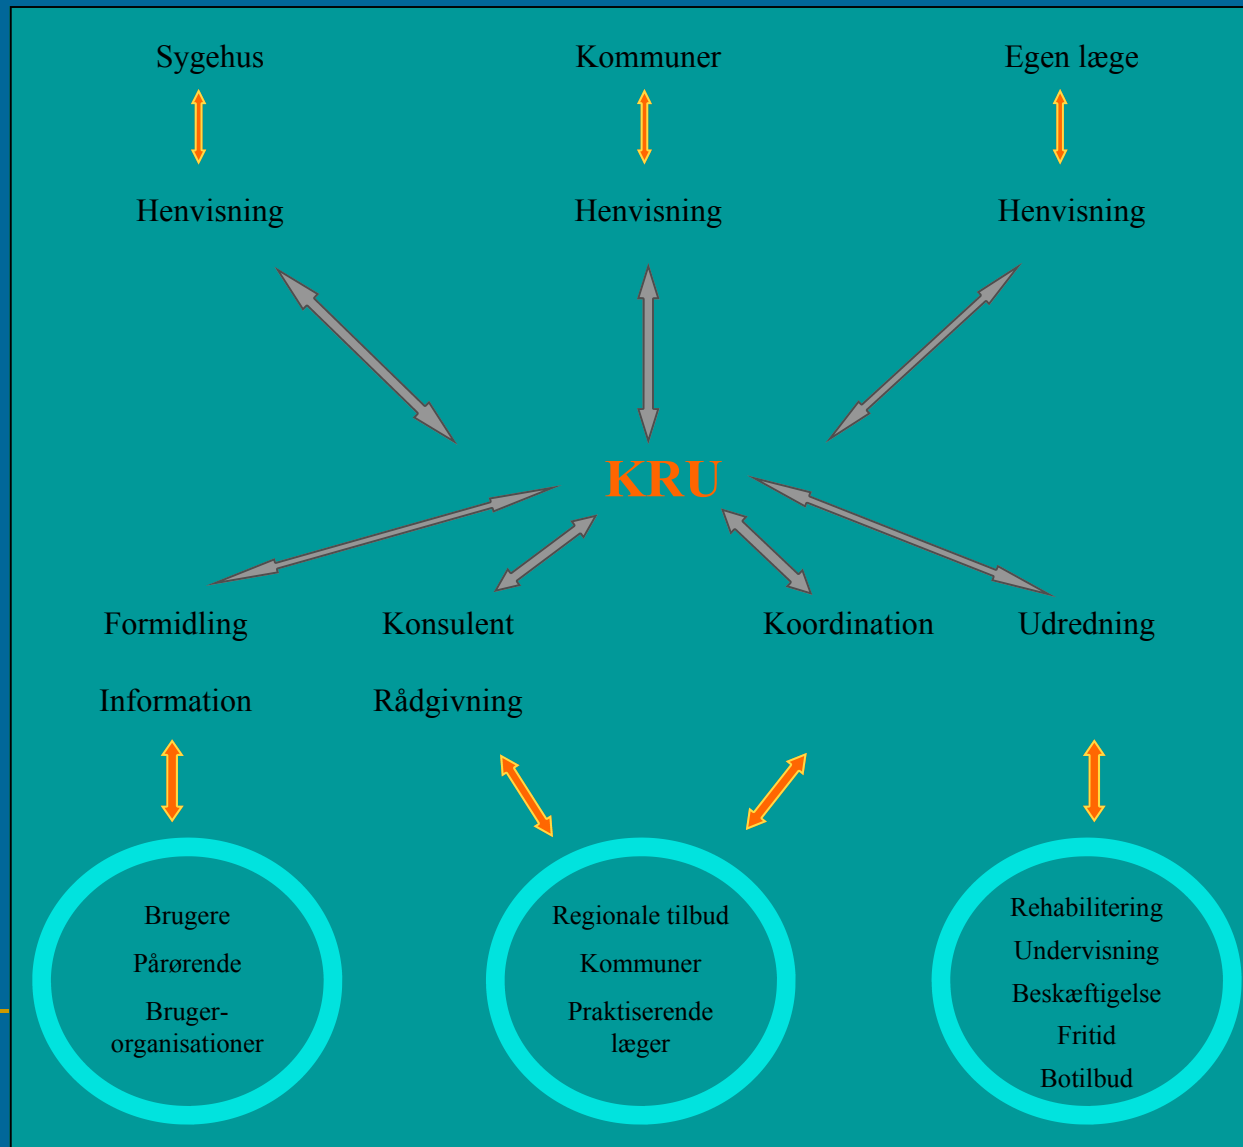 Sygehus
Kommuner
Egen læge
Henvisning
Henvisning
Henvisning
KRU
Formidling
Konsulent
Koordination
Udredning
Information
Rådgivning
Brugere
Pårørende
Bruger-
organisationer
Regionale tilbud
Kommuner
Praktiserende
læger
Rehabilitering
Undervisning
Beskæftigelse
Fritid
Botilbud